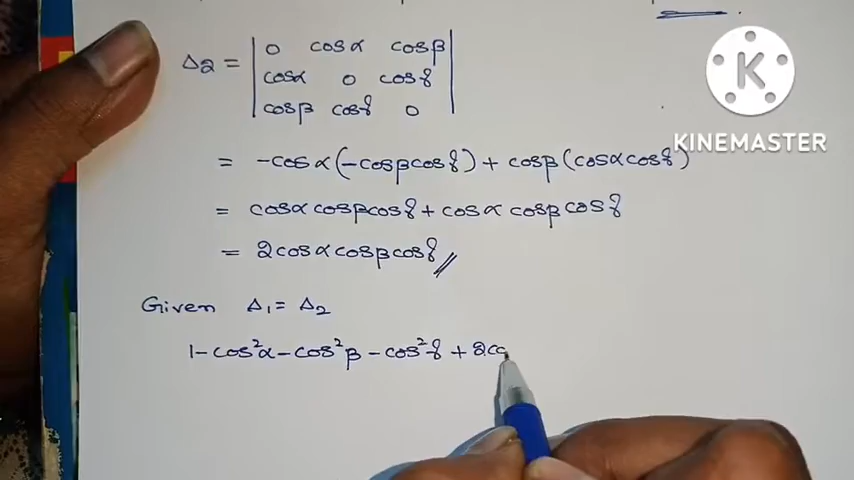 Δ2 = | 0 cosα cosβ |
| cosα 0 cosγ |
| cosβ cosγ 0 |
KINEMASTER
= -cosα(-cosβcosγ) + cosβ(cosαcosγ)
= cosαcosβcosγ + cosαcosβcosγ
= 2cosαcosβcosγ //
Given Δ1 = Δ2
1-cos²α-cos²β-cos²γ+2co